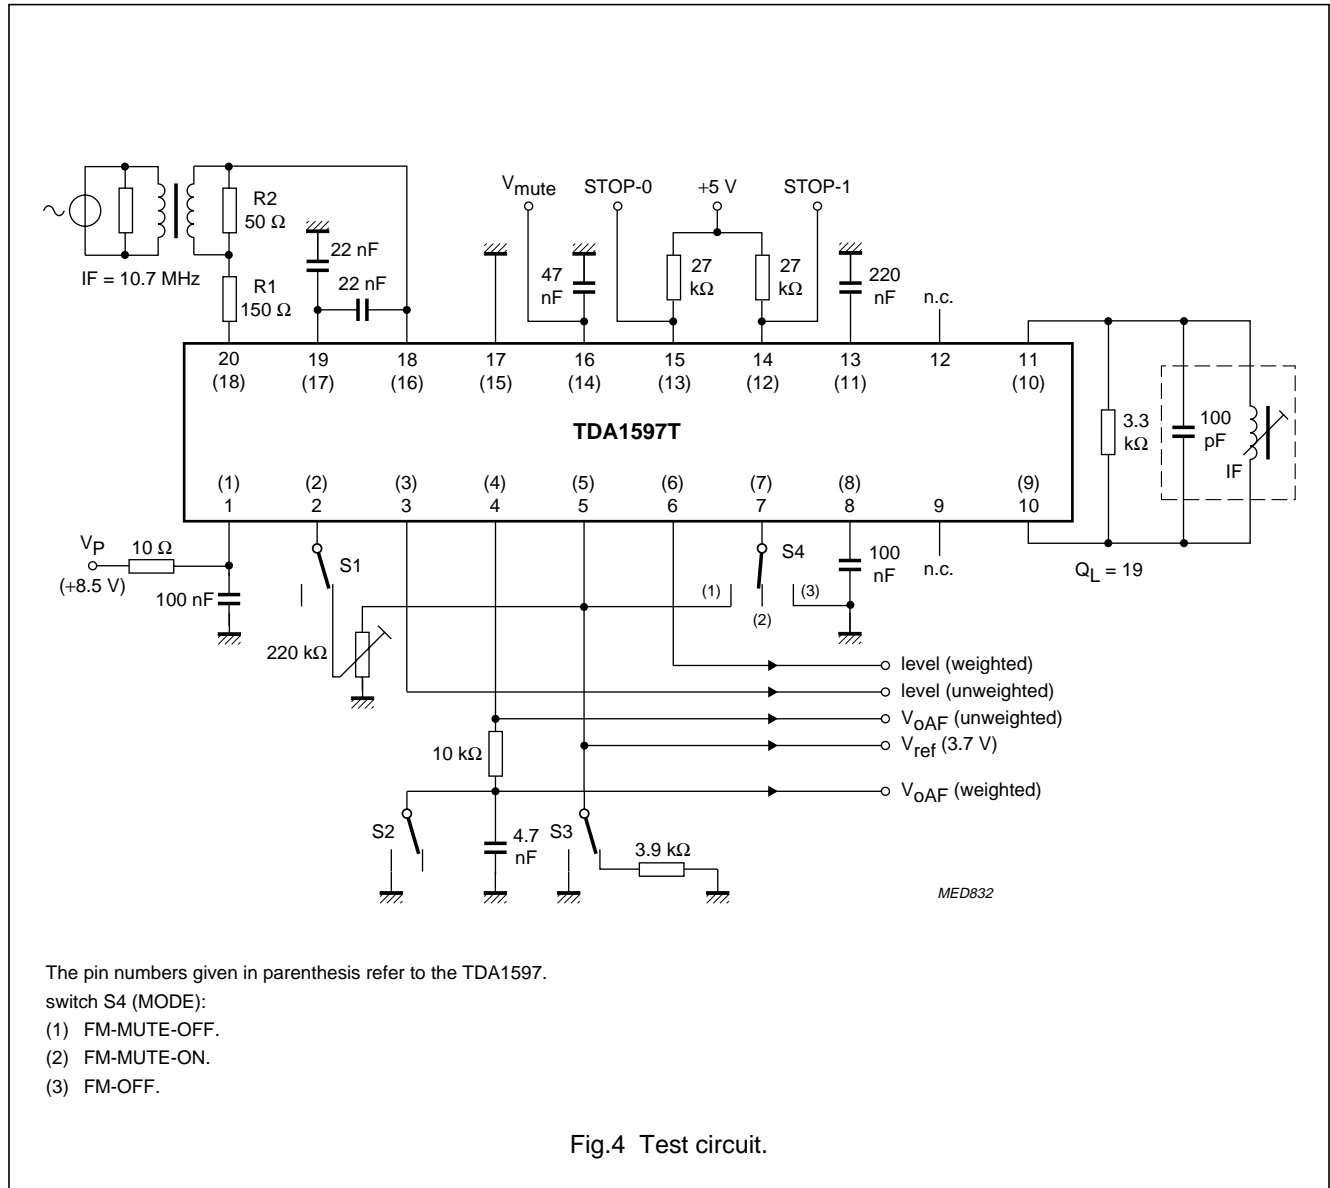 V mute
STOP-0
+5 V
STOP-1
R2
50 Ω
22 nF
IF = 10.7 MHz
R1
150 Ω
22 nF
47
nF
27
kΩ
27
kΩ
220
nF
n.c.
20 19 18 17 16 15 14 13 12 11
(18) (17) (16) (15) (14) (13) (12) (11) (10)
TDA1597T
3.3
kΩ
100
pF
IF
(1) (2) (3) (4) (5) (6) (7) (8) (9)
1 2 3 4 5 6 7 8 9 10
VP
10 Ω
(+8.5 V)
100 nF
S1
S4
100
nF
n.c.
QL = 19
(1)
(2)
(3)
220 kΩ
level (weighted)
level (unweighted)
VoAF (unweighted)
10 kΩ
Vref (3.7 V)
VoAF (weighted)
S2
4.7
nF
S3
3.9 kΩ
MED832
The pin numbers given in parenthesis refer to the TDA1597.
switch S4 (MODE):
(1) FM-MUTE-OFF.
(2) FM-MUTE-ON.
(3) FM-OFF.
Fig.4 Test circuit.